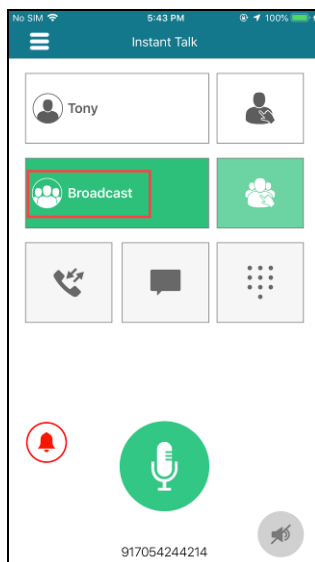 No SIM 5:43 PM 100%
Instant Talk
Tony
Broadcast
917054244214